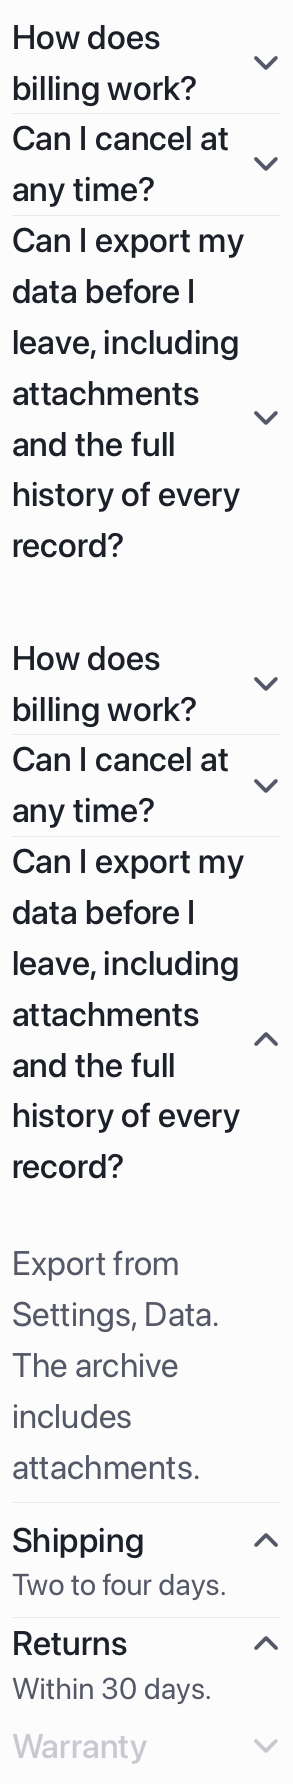 How does
billing work?
Can I cancel at
any time?
Can I export my
data before I
leave, including
attachments
and the full
history of every
record?
How does
billing work?
Can I cancel at
any time?
Can I export my
data before I
leave, including
attachments
and the full
history of every
record?
Export from
Settings, Data.
The archive
includes
attachments.
Shipping
Two to four days.
Returns
Within 30 days.
Warranty